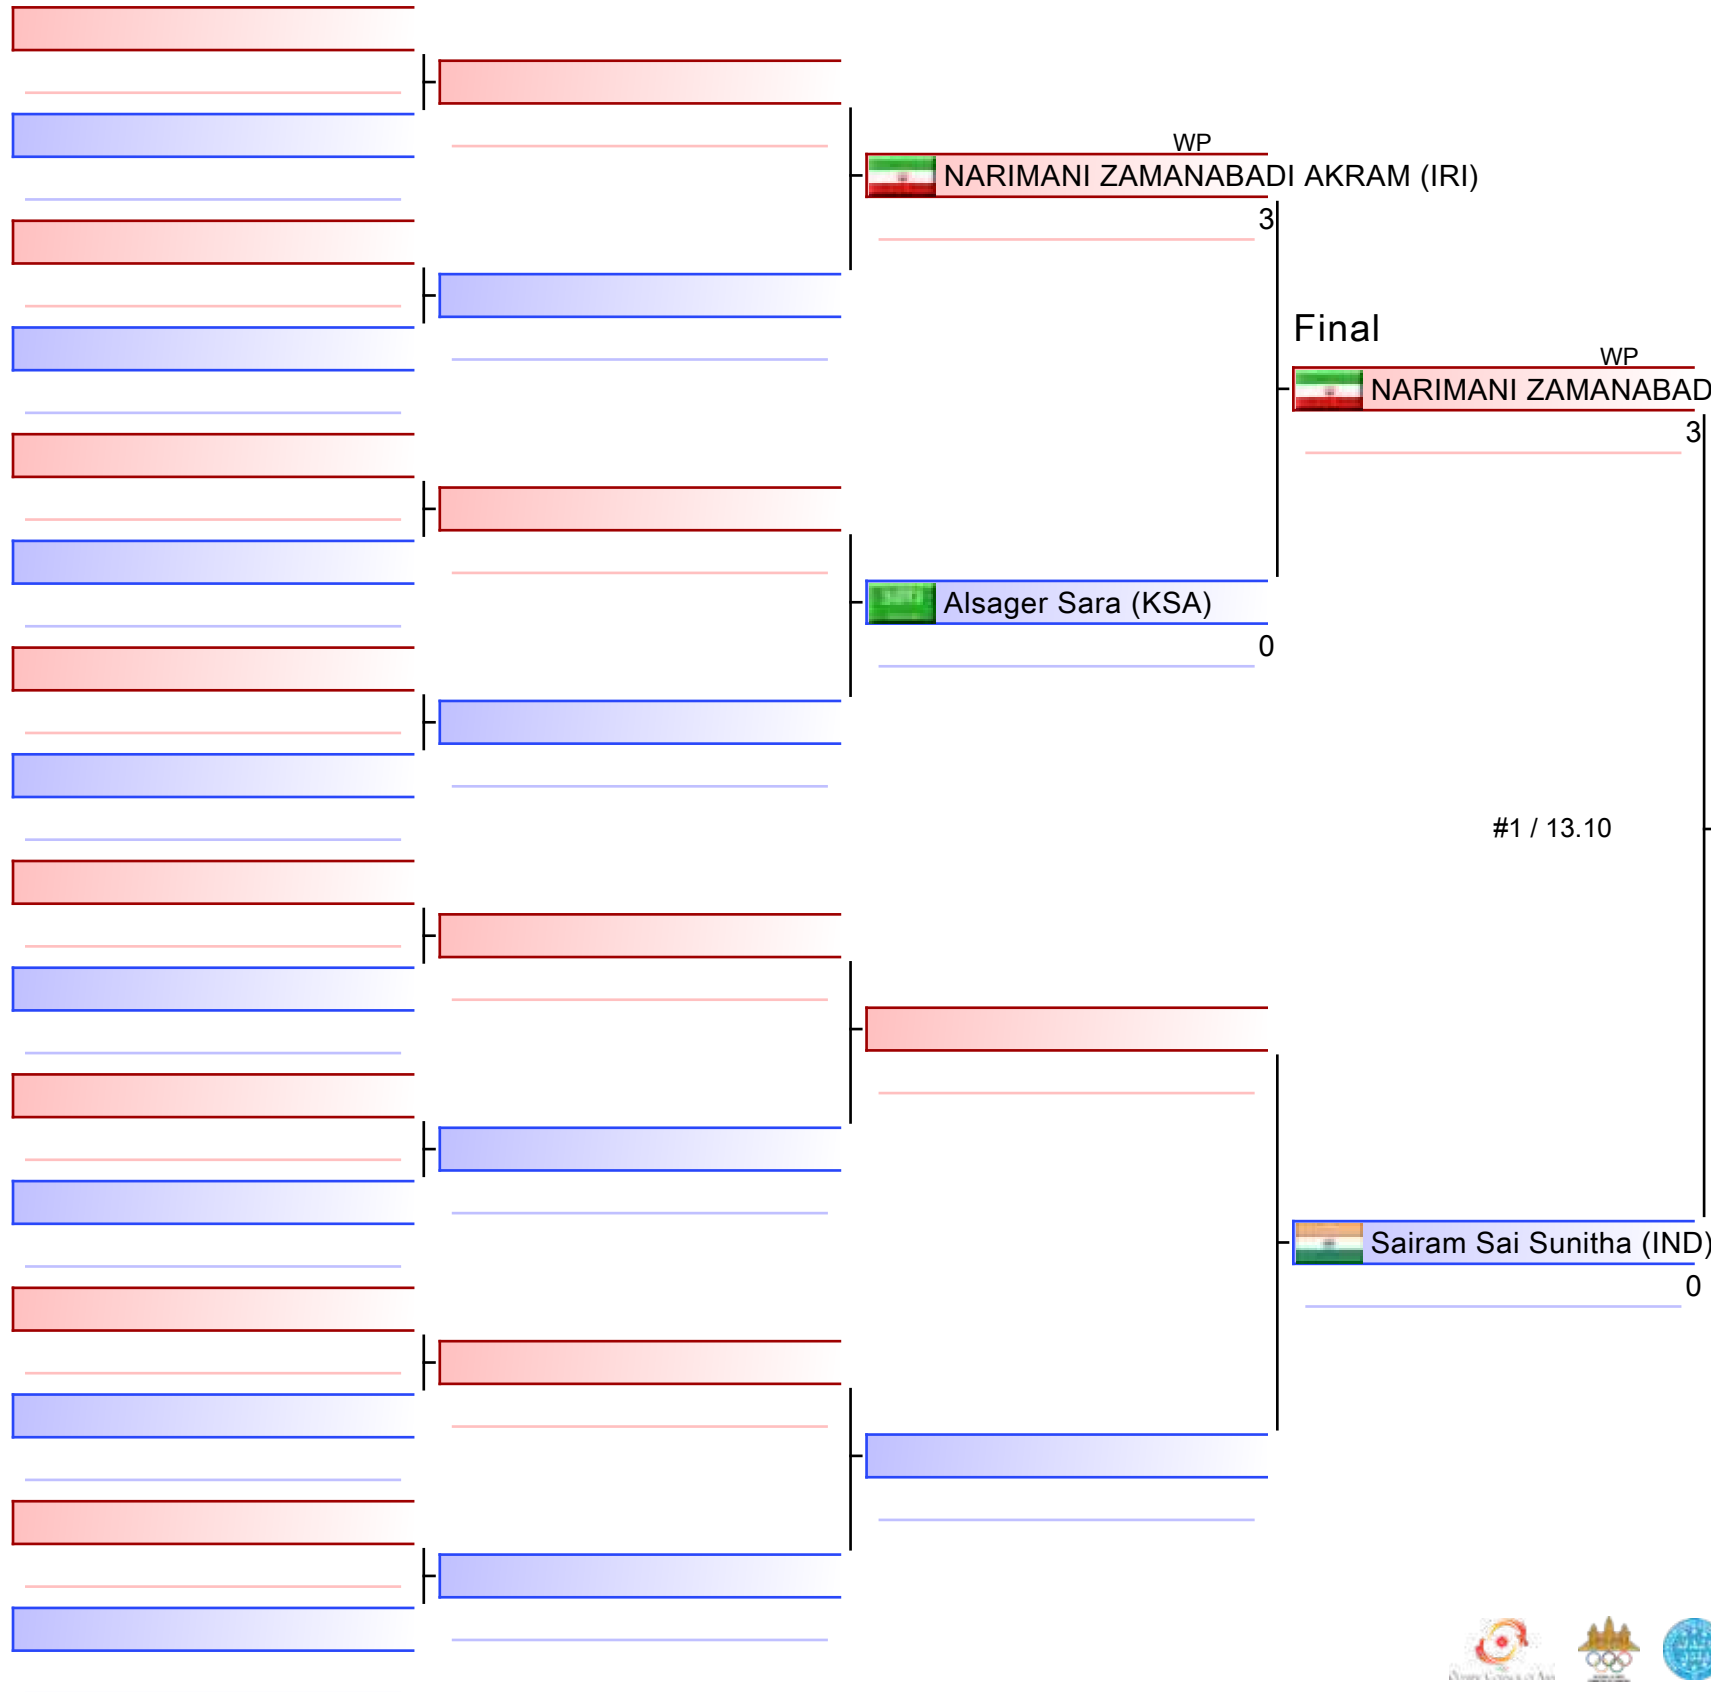 WP
NARIMANI ZAMANABADI AKRAM (IRI)
3
Final
WP
NARIMANI ZAMANABAD
3
Alsager Sara (KSA)
0
#1 / 13.10
Sairam Sai Sunitha (IND)
0